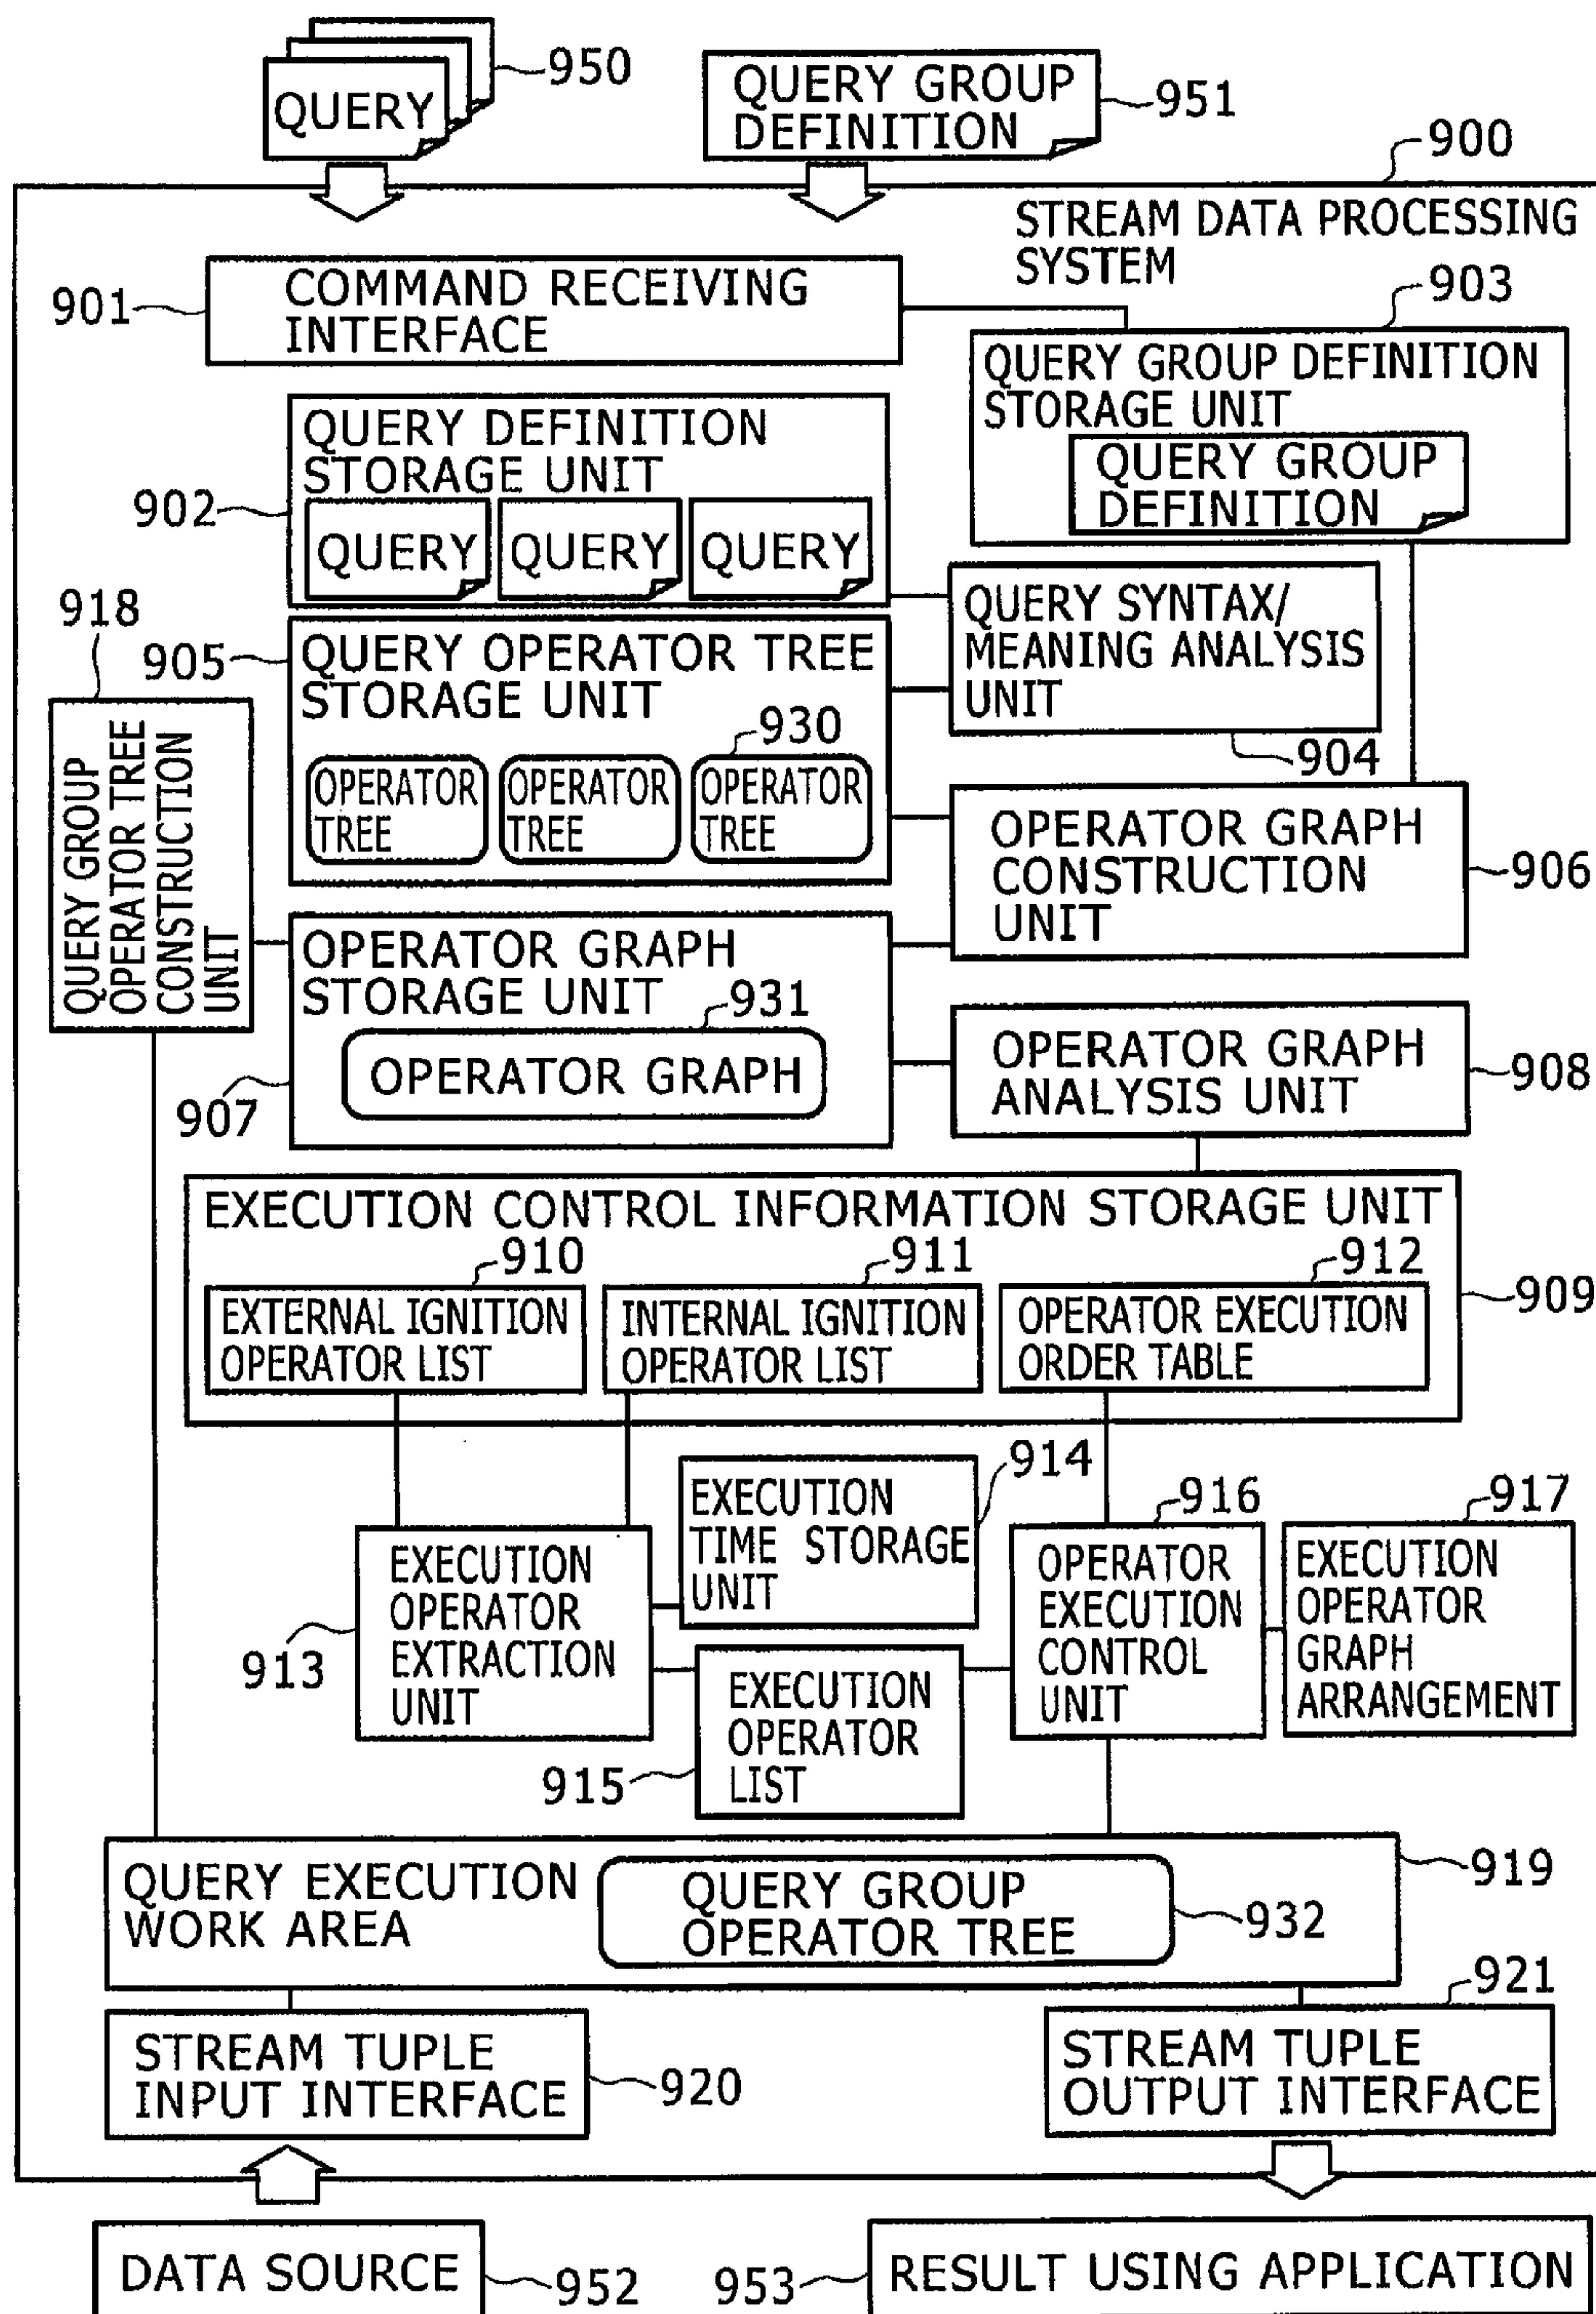 950
QUERY
QUERY GROUP
DEFINITION
951
900
STREAM DATA PROCESSING
SYSTEM
901
COMMAND RECEIVING
INTERFACE
903
QUERY GROUP DEFINITION
STORAGE UNIT
QUERY GROUP
DEFINITION
QUERY DEFINITION
STORAGE UNIT
902
QUERY
QUERY
QUERY
918
QUERY SYNTAX/
MEANING ANALYSIS
UNIT
904
905
QUERY OPERATOR TREE
STORAGE UNIT
930
OPERATOR
TREE
OPERATOR
TREE
OPERATOR
TREE
QUERY GROUP
OPERATOR TREE
CONSTRUCTION
UNIT
OPERATOR GRAPH
CONSTRUCTION
UNIT
906
OPERATOR GRAPH
STORAGE UNIT
931
OPERATOR GRAPH
907
OPERATOR GRAPH
ANALYSIS UNIT
908
EXECUTION CONTROL INFORMATION STORAGE UNIT
910
911
912
EXTERNAL IGNITION
OPERATOR LIST
INTERNAL IGNITION
OPERATOR LIST
OPERATOR EXECUTION
ORDER TABLE
909
914
EXECUTION
TIME STORAGE
UNIT
916
917
EXECUTION
OPERATOR
EXTRACTION
UNIT
913
OPERATOR
EXECUTION
CONTROL
UNIT
EXECUTION
OPERATOR
GRAPH
ARRANGEMENT
EXECUTION
OPERATOR
LIST
915
QUERY EXECUTION
WORK AREA
QUERY GROUP
OPERATOR TREE
932
919
921
STREAM TUPLE
INPUT INTERFACE
920
STREAM TUPLE
OUTPUT INTERFACE
DATA SOURCE
952
953
RESULT USING APPLICATION